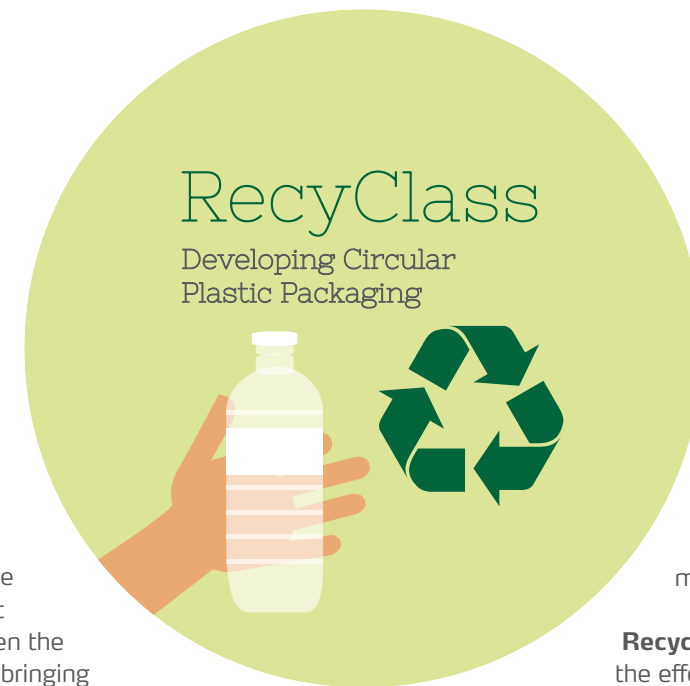 RecyClass
Developing Circular
Plastic Packaging
en the
bringing
Recyc
the effe